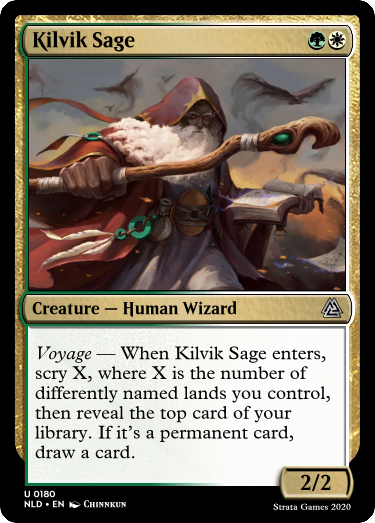 Kilvik Sage
Creature — Human Wizard
Voyage — When Kilvik Sage enters,
scry X, where X is the number of
differently named lands you control,
then reveal the top card of your
library. If it's a permanent card,
draw a card.
2/2
U 0180
NLD • EN Chinnkun
Strata Games 2020